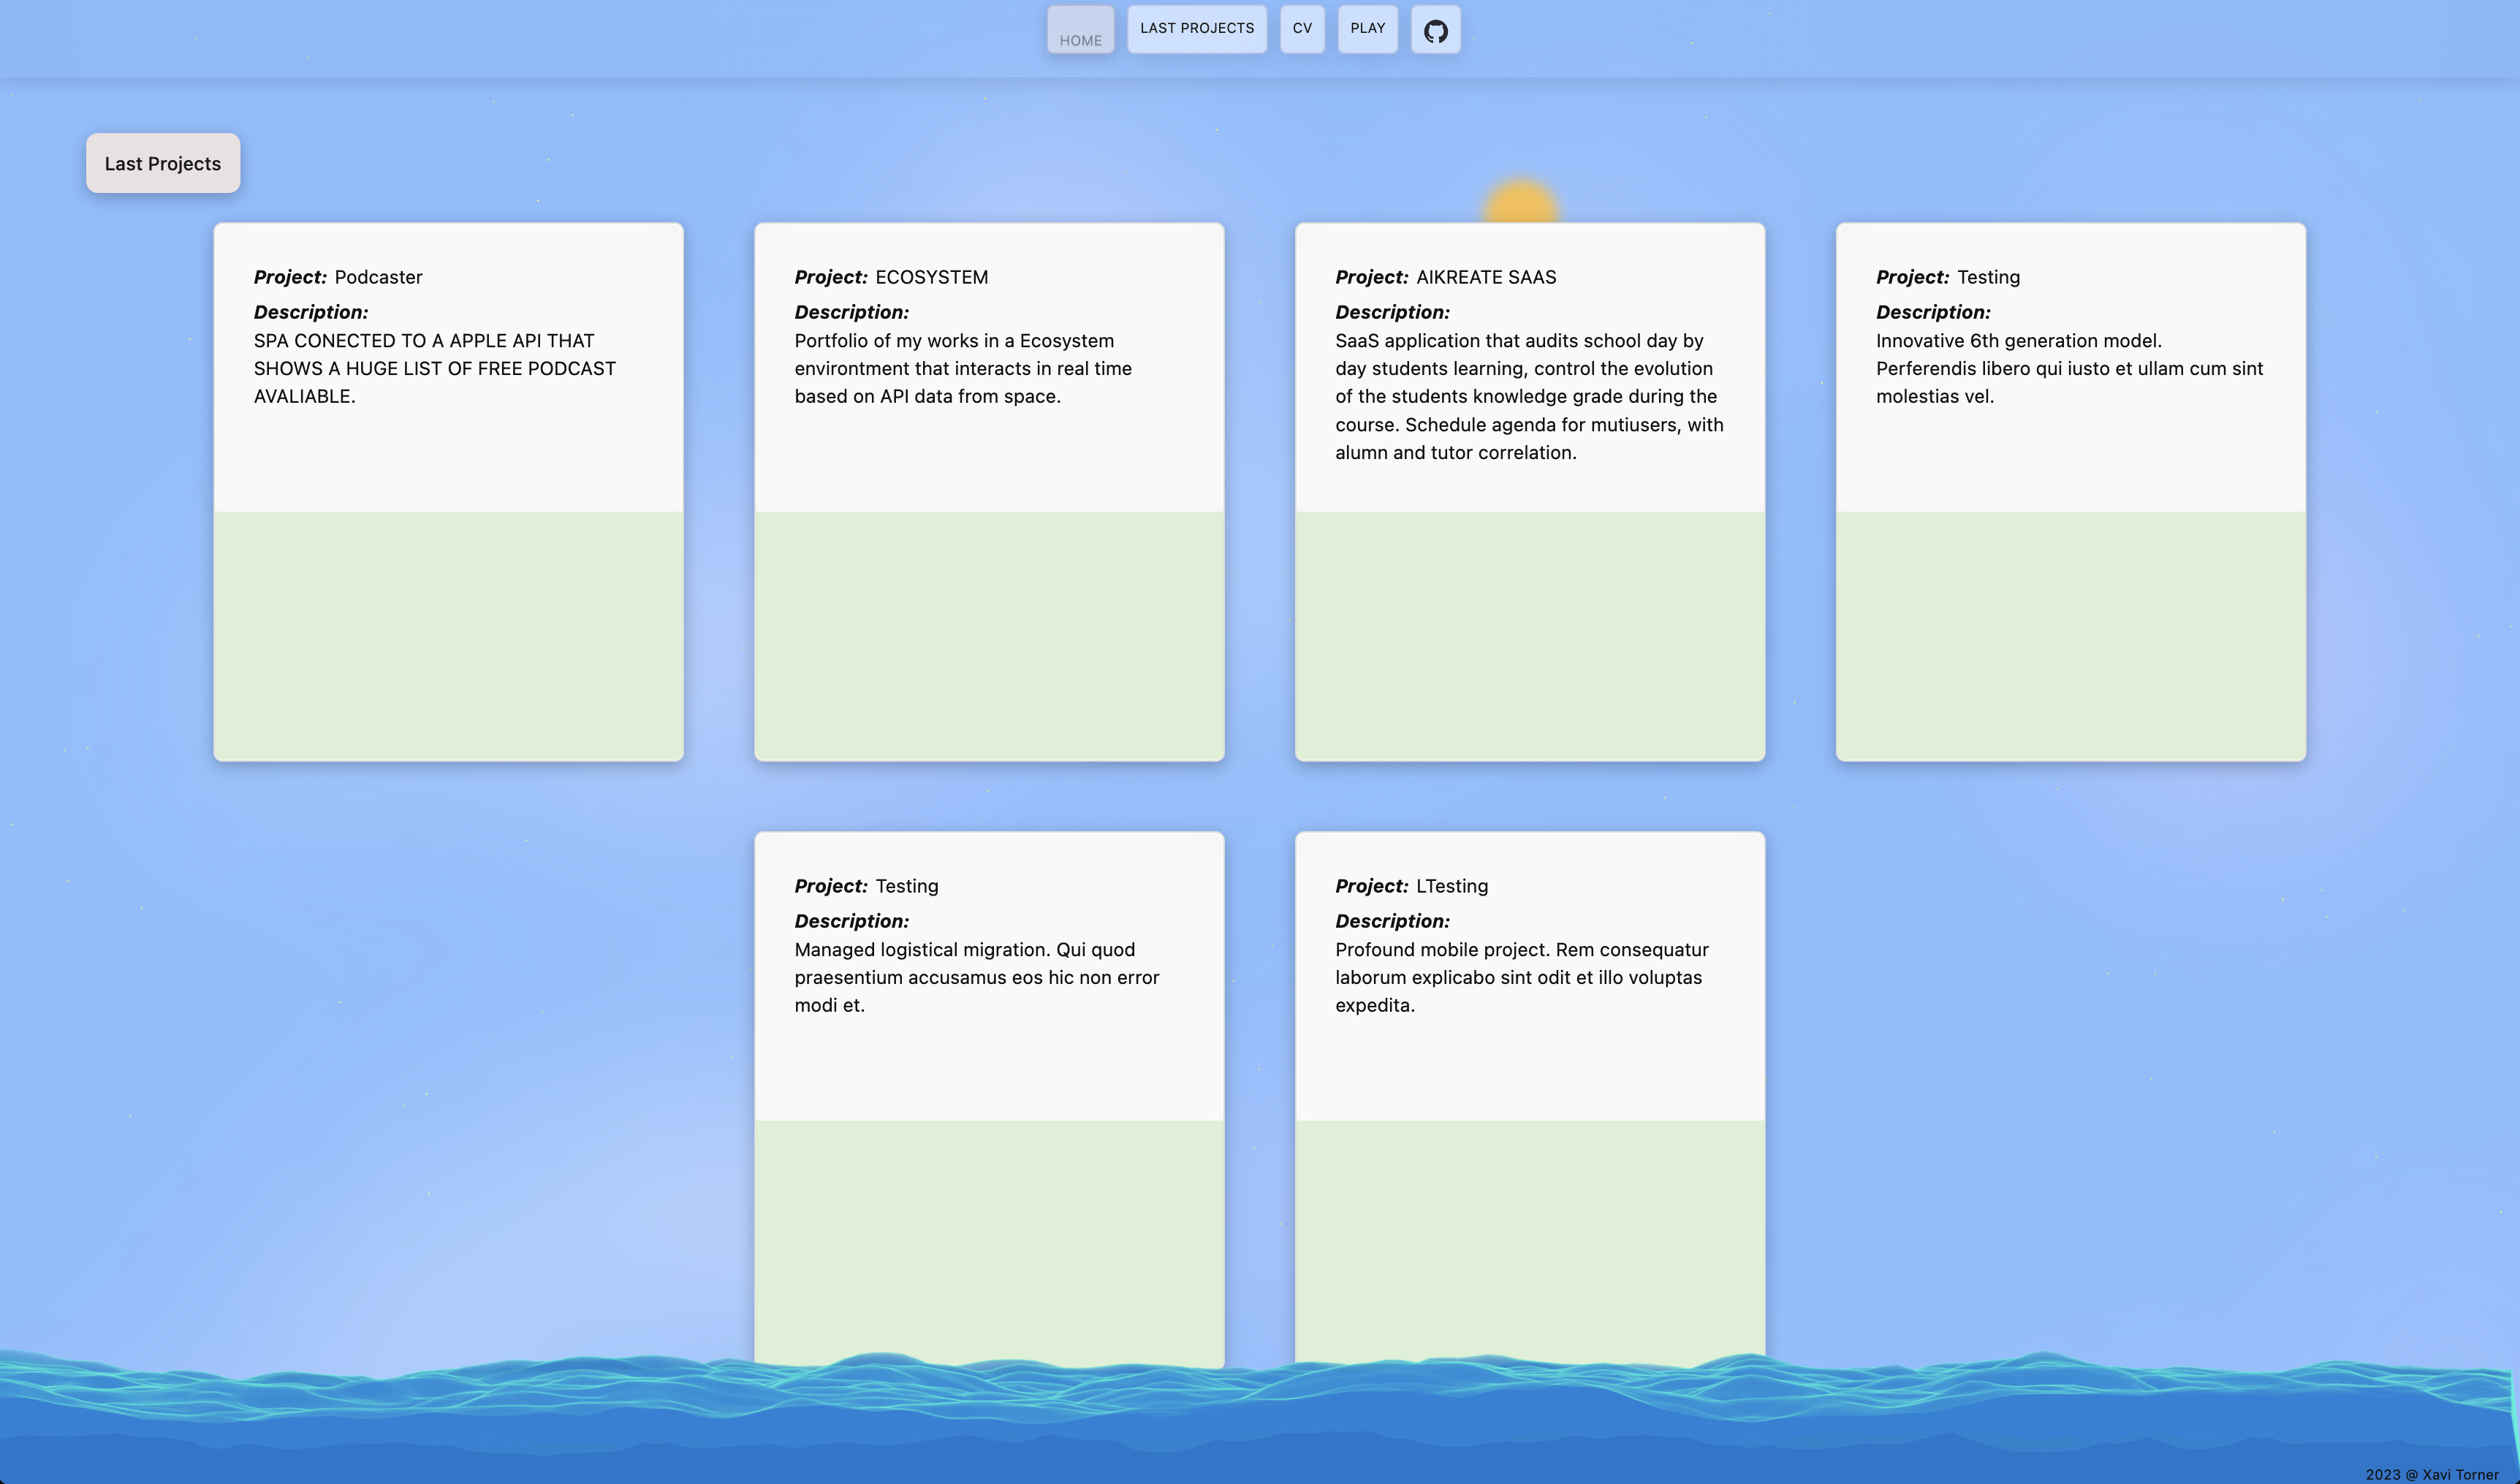 HOME
LAST PROJECTS
CV
PLAY
Last Projects
Project: Podcaster
Description:
SPA CONECTED TO A APPLE API THAT
SHOWS A HUGE LIST OF FREE PODCAST
AVALIABLE.
Project: ECOSYSTEM
Description:
Portfolio of my works in a Ecosystem
environtment that interacts in real time
based on API data from space.
Project: AIKREATE SAAS
Description:
SaaS application that audits school day by
day students learning, control the evolution
of the students knowledge grade during the
course. Schedule agenda for mutiusers, with
alumn and tutor correlation.
Project: Testing
Description:
Innovative 6th generation model.
Perferendis libero qui iusto et ullam cum sint
molestias vel.
Project: Testing
Description:
Managed logistical migration. Qui quod
praesentium accusamus eos hic non error
modi et.
Project: LTesting
Description:
Profound mobile project. Rem consequatur
laborum explicabo sint odit et illo voluptas
expedita.
2023 @ Xavi Torner